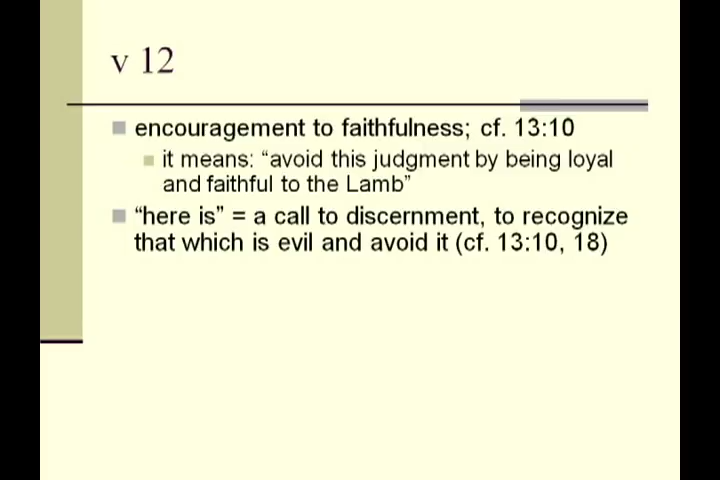 v 12
encouragement to faithfulness; cf. 13:10
it means: “avoid this judgment by being loyal
and faithful to the Lamb”
“here is” = a call to discernment, to recognize
that which is evil and avoid it (cf. 13:10, 18)